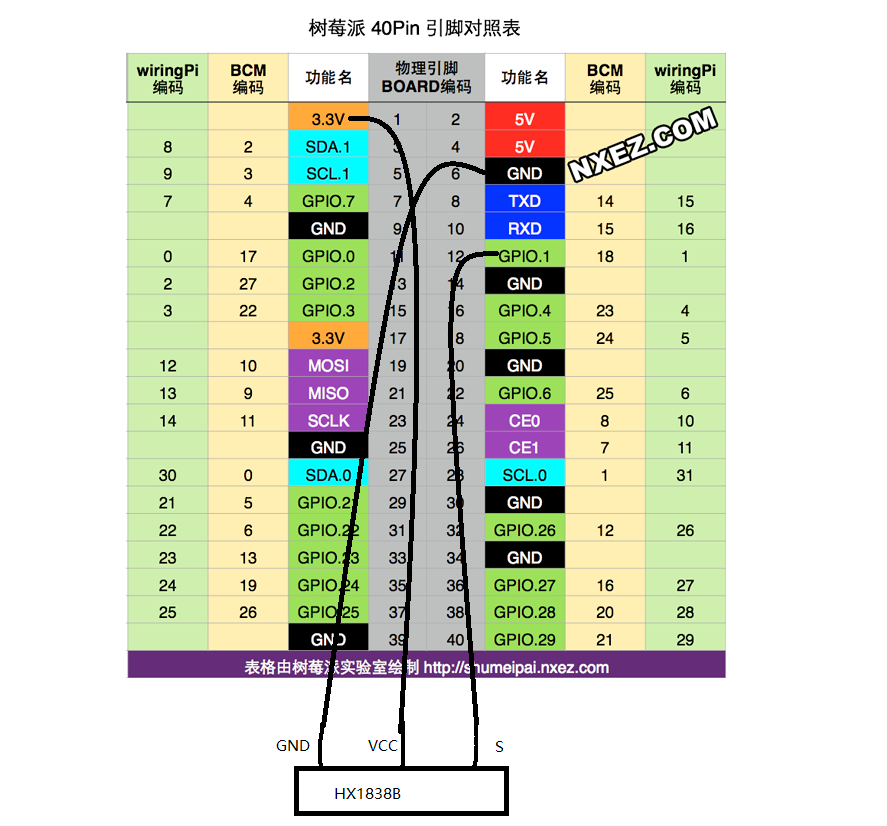 树莓派 40Pin 引脚对照表
wiringPi 编码 BCM 编码 功能名 物理引脚 BOARD编码 功能名 BCM 编码 wiringPi 编码
3.3V 1 2 5V
8 2 SDA.1 3 4 5V
9 3 SCL.1 5 6 GND
7 4 GPIO.7 7 8 TXD 14 15
GND 9 10 RXD 15 16
0 17 GPIO.0 11 12 GPIO.1 18 1
2 27 GPIO.2 13 14 GND
3 22 GPIO.3 15 16 GPIO.4 23 4
3.3V 17 18 GPIO.5 24 5
12 10 MOSI 19 20 GND
13 9 MISO 21 22 GPIO.6 25 6
14 11 SCLK 23 24 CE0 8 10
GND 25 26 CE1 7 11
30 0 SDA.0 27 28 SCL.0 1 31
21 5 GPIO.21 29 30 GND
22 6 GPIO.22 31 32 GPIO.26 12 26
23 13 GPIO.23 33 34 GND
24 19 GPIO.24 35 36 GPIO.27 16 27
25 26 GPIO.25 37 38 GPIO.28 20 28
GND 39 40 GPIO.29 21 29
NXEZ.COM
表格由树莓派实验室绘制 http://shumeipai.nxez.com
GND VCC S
HX1838B